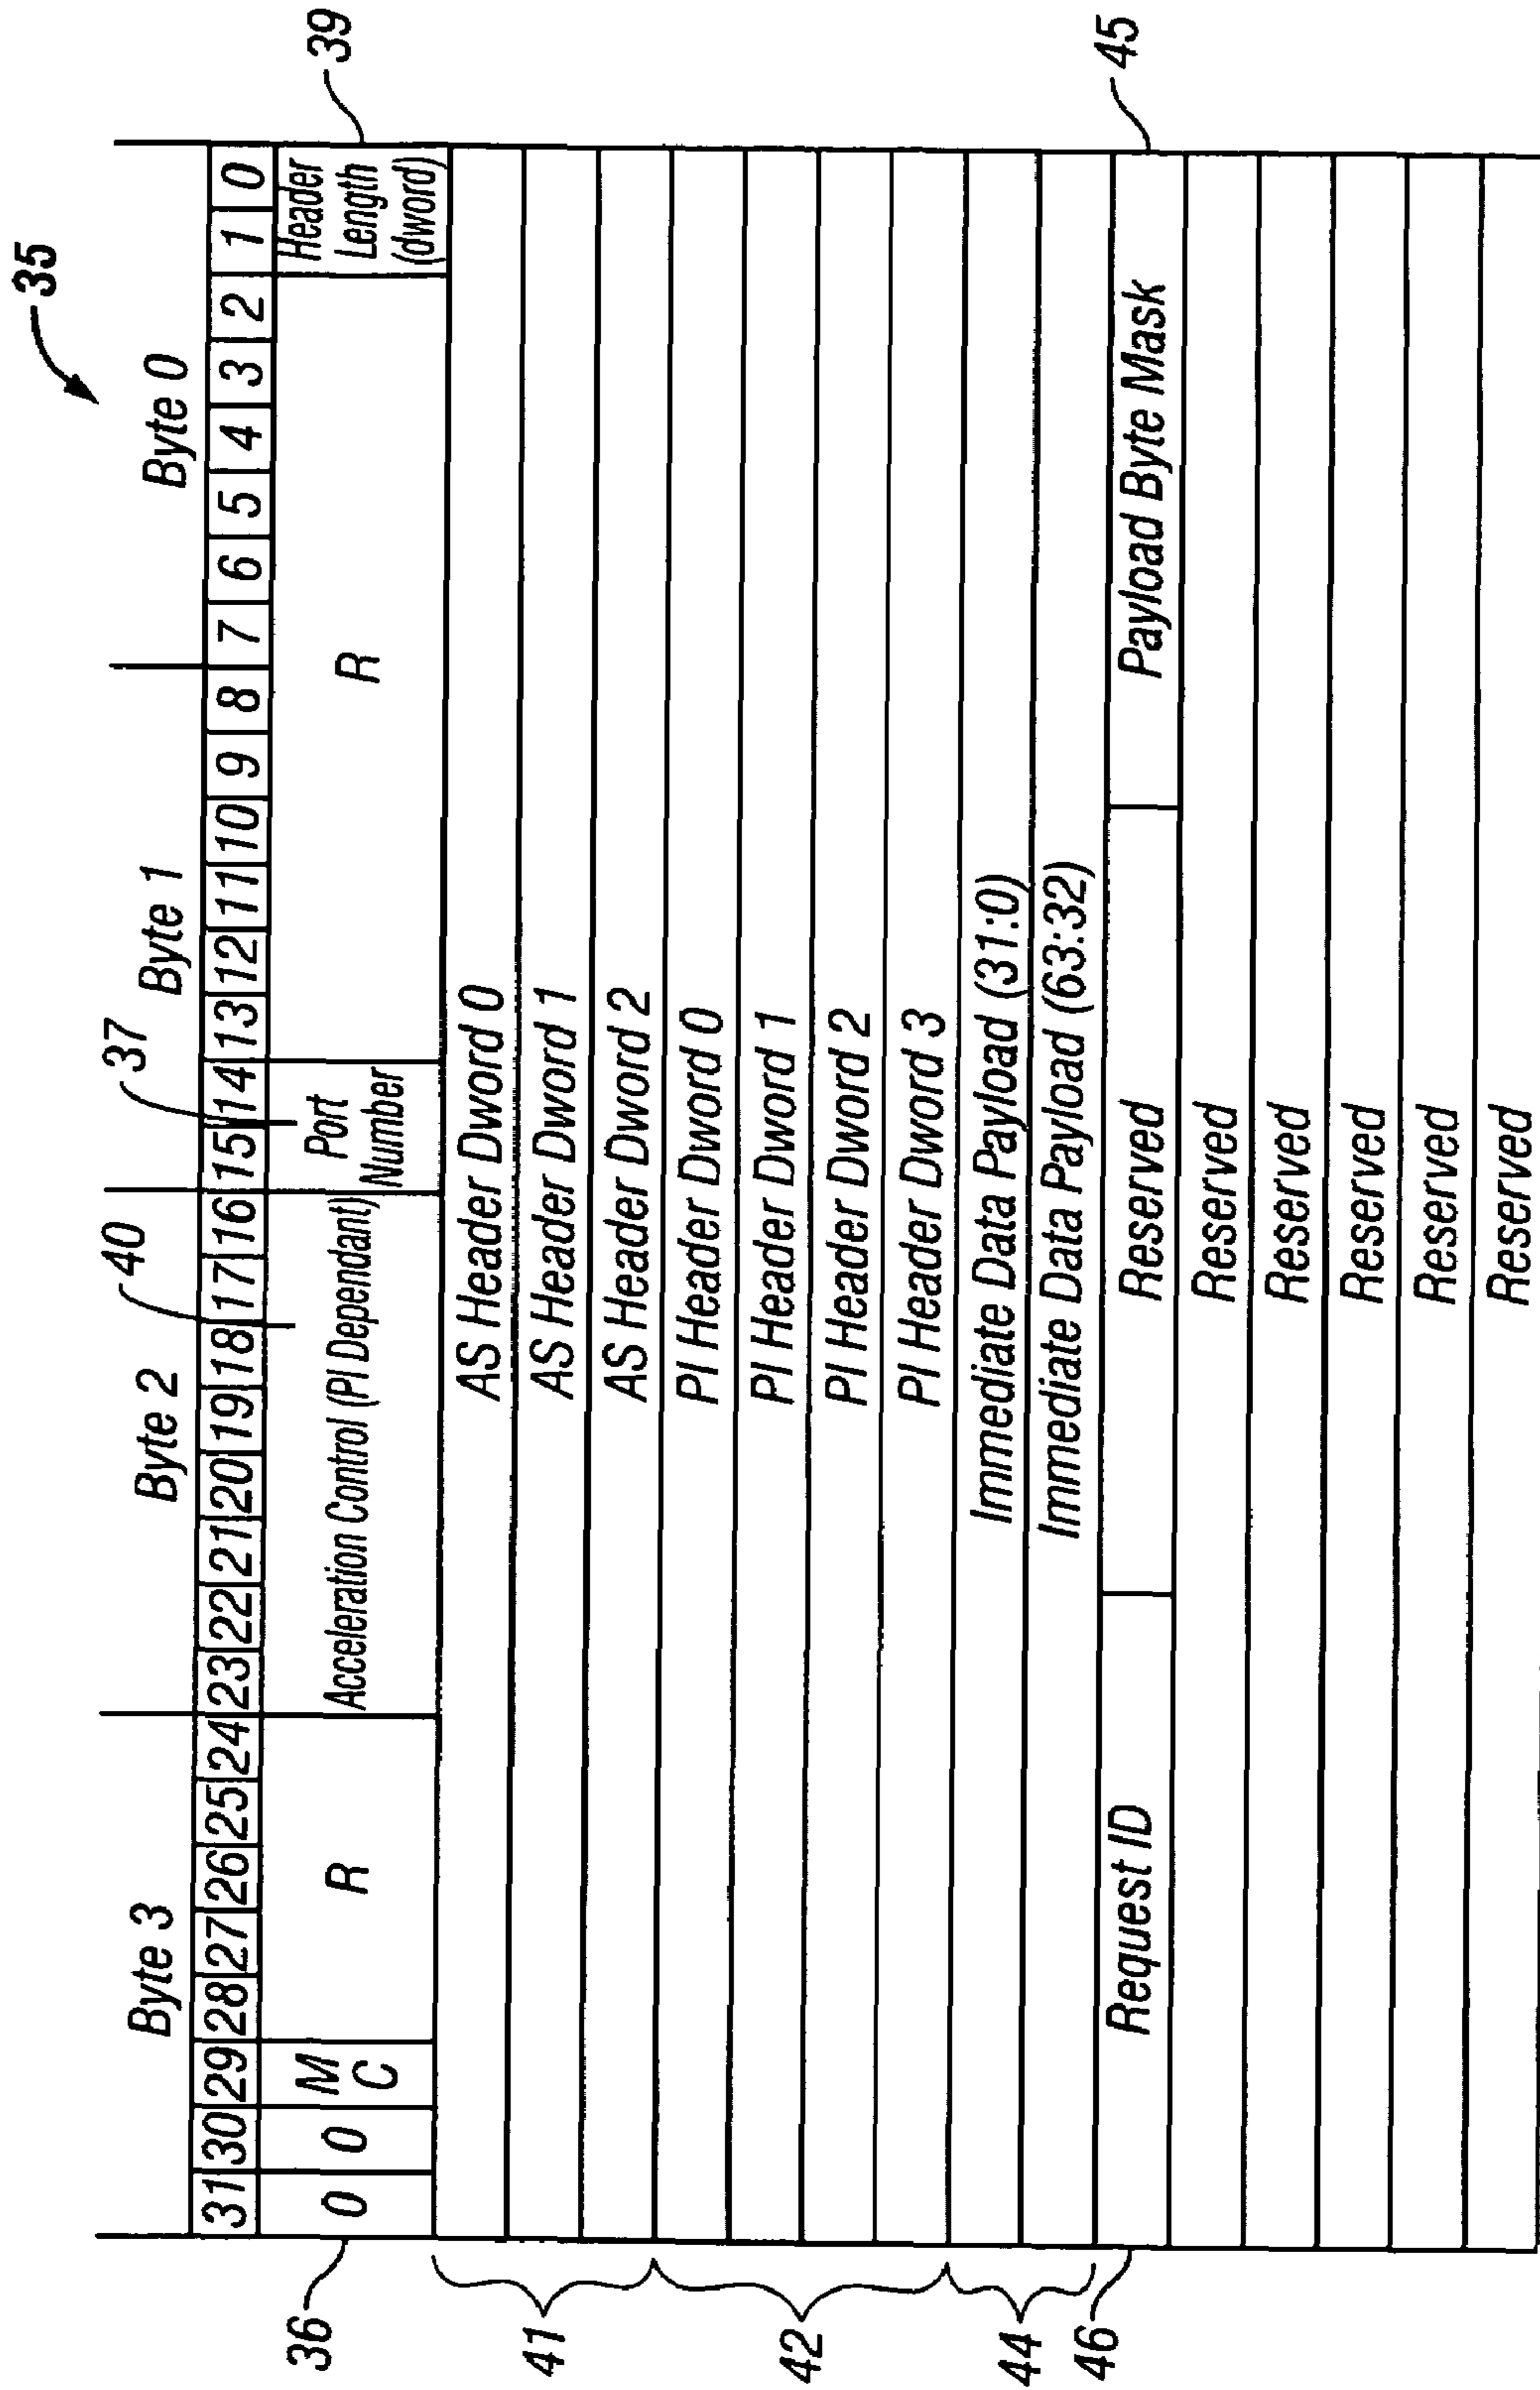 35
Byte 3 Byte 2 Byte 1 Byte 0
40 37
31 30 29 28 27 26 25 24 23 22 21 20 19 18 17 16 15 14 13 12 11 10 9 8 7 6 5 4 3 2 1 0
36 0 0 M C R Acceleration Control (PI Dependant) Port Number R Header Length (dword) 39
AS Header Dword 0
41 AS Header Dword 1
AS Header Dword 2
PI Header Dword 0
PI Header Dword 1
42 PI Header Dword 2
PI Header Dword 3
Immediate Data Payload (31:0)
44 Immediate Data Payload (63:32)
46 Request ID Reserved Payload Byte Mask 45
Reserved
Reserved
Reserved
Reserved
Reserved